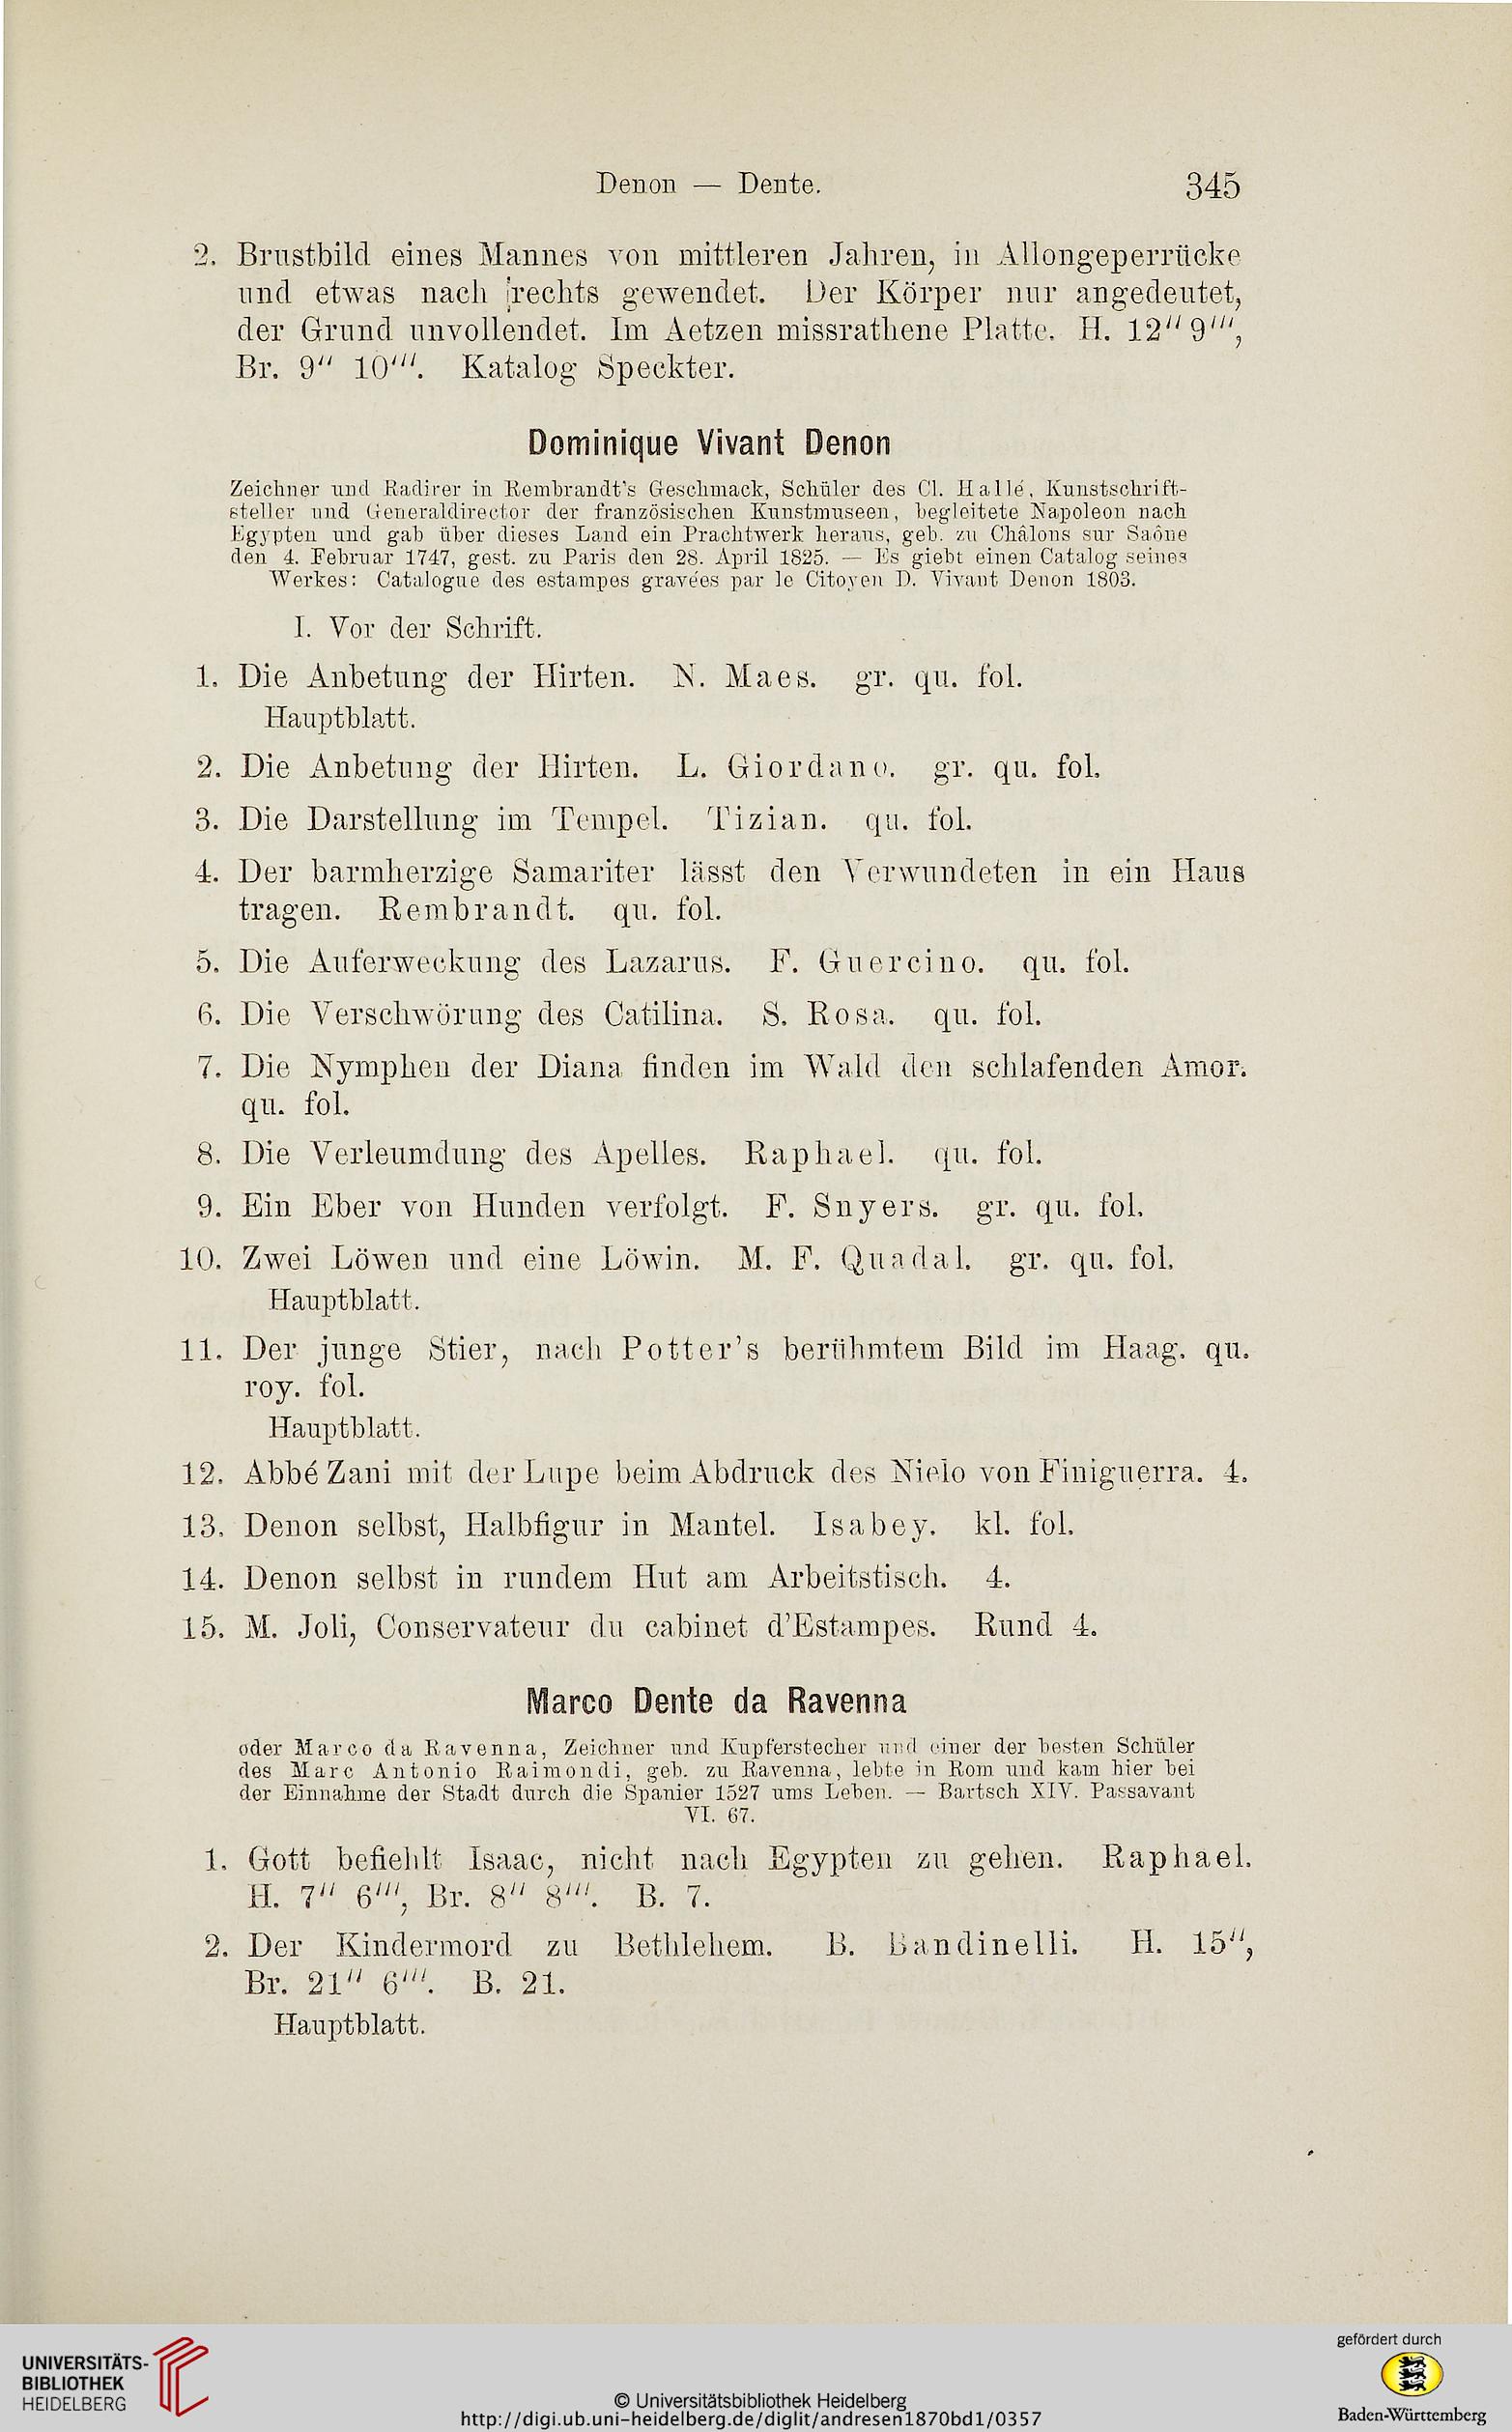 Denon — Dente.
345
2. Brustbild eines Mannes von mittleren Jahren, in Allongeperrücke
und etwas nach rechts gewendet. Der Körper nur angedeutet,
der Grund unvollendet. Im Aetzen missrathene Platte. H. 12″ 9‴,
Br. 9″ 10‴. Katalog Speckter.
Dominique Vivant Denon
Zeichner und Radirer in Rembrandt's Geschmack, Schüler des Cl. Hallé, Kunstschrift-
steller und Generaldirector der französischen Kunstmuseen, begleitete Napoleon nach
Egypten und gab über dieses Land ein Prachtwerk heraus, geb. zu Châlons sur Saône
den 4. Februar 1747, gest. zu Paris den 28. April 1825. — Es giebt einen Catalog seines
Werkes: Catalogue des estampes gravées par le Citoyen D. Vivant Denon 1803.
I. Vor der Schrift.
1. Die Anbetung der Hirten. N. Maes. gr. qu. fol.
Hauptblatt.
2. Die Anbetung der Hirten. L. Giordano. gr. qu. fol.
3. Die Darstellung im Tempel. Tizian. qu. fol.
4. Der barmherzige Samariter lässt den Verwundeten in ein Haus
tragen. Rembrandt. qu. fol.
5. Die Auferweckung des Lazarus. F. Guercino. qu. fol.
6. Die Verschwörung des Catilina. S. Rosa. qu. fol.
7. Die Nymphen der Diana finden im Wald den schlafenden Amor.
qu. fol.
8. Die Verleumdung des Apelles. Raphael. qu. fol.
9. Ein Eber von Hunden verfolgt. F. Snyers. gr. qu. fol.
10. Zwei Löwen und eine Löwin. M. F. Quadal. gr. qu. fol.
Hauptblatt.
11. Der junge Stier, nach Potter's berühmtem Bild im Haag. qu.
roy. fol.
Hauptblatt.
12. Abbé Zani mit der Lupe beim Abdruck des Nielo von Finiguerra. 4.
13. Denon selbst, Halbfigur in Mantel. Isabey. kl. fol.
14. Denon selbst in rundem Hut am Arbeitstisch. 4.
15. M. Joli, Conservateur du cabinet d'Estampes. Rund 4.
Marco Dente da Ravenna
oder Marco da Ravenna, Zeichner und Kupferstecher und einer der besten Schüler
des Marc Antonio Raimondi, geb. zu Ravenna, lebte in Rom und kam hier bei
der Einnahme der Stadt durch die Spanier 1527 ums Leben. — Bartsch XIV. Passavant
VI. 67.
1. Gott befiehlt Isaac, nicht nach Egypten zu gehen. Raphael.
H. 7″ 6‴, Br. 8″ 8‴. B. 7.
2. Der Kindermord zu Bethlehem. B. Bandinelli. H. 15″,
Br. 21″ 6‴. B. 21.
Hauptblatt.
UNIVERSITÄTS-
BIBLIOTHEK
HEIDELBERG
© Universitätsbibliothek Heidelberg
http://digi.ub.uni-heidelberg.de/diglit/andresen1870bd1/0357
gefördert durch
Baden-Württemberg